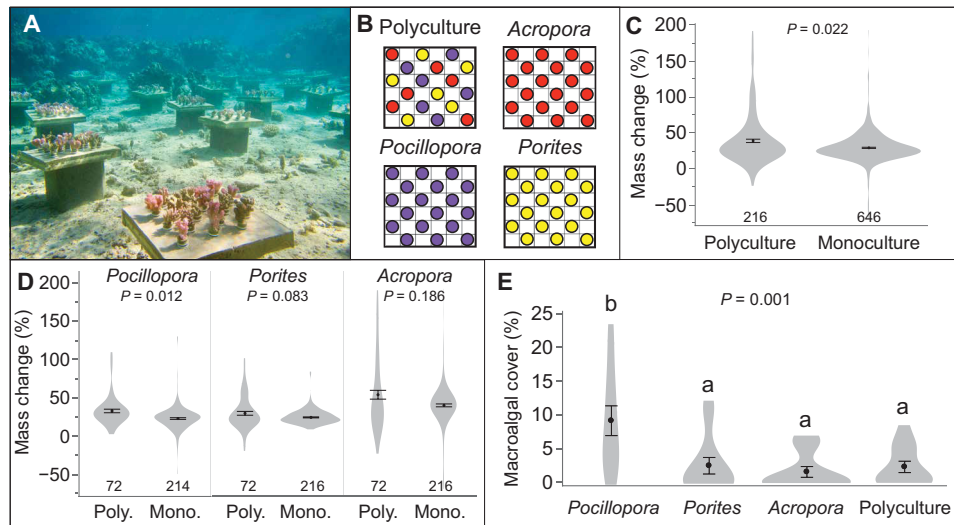 A
B
Polyculture
Acropora
Pocillopora
Porites
C
P = 0.022
Mass change (%)
200
150
100
50
0
−50
216
646
Polyculture
Monoculture
D
Pocillopora
Porites
Acropora
P = 0.012
P = 0.083
P = 0.186
Mass change (%)
200
150
100
50
0
−50
72
214
72
216
72
216
Poly.
Mono.
Poly.
Mono.
Poly.
Mono.
E
P = 0.001
Macroalgal cover (%)
25
20
15
10
5
0
b
a
a
a
Pocillopora
Porites
Acropora
Polyculture